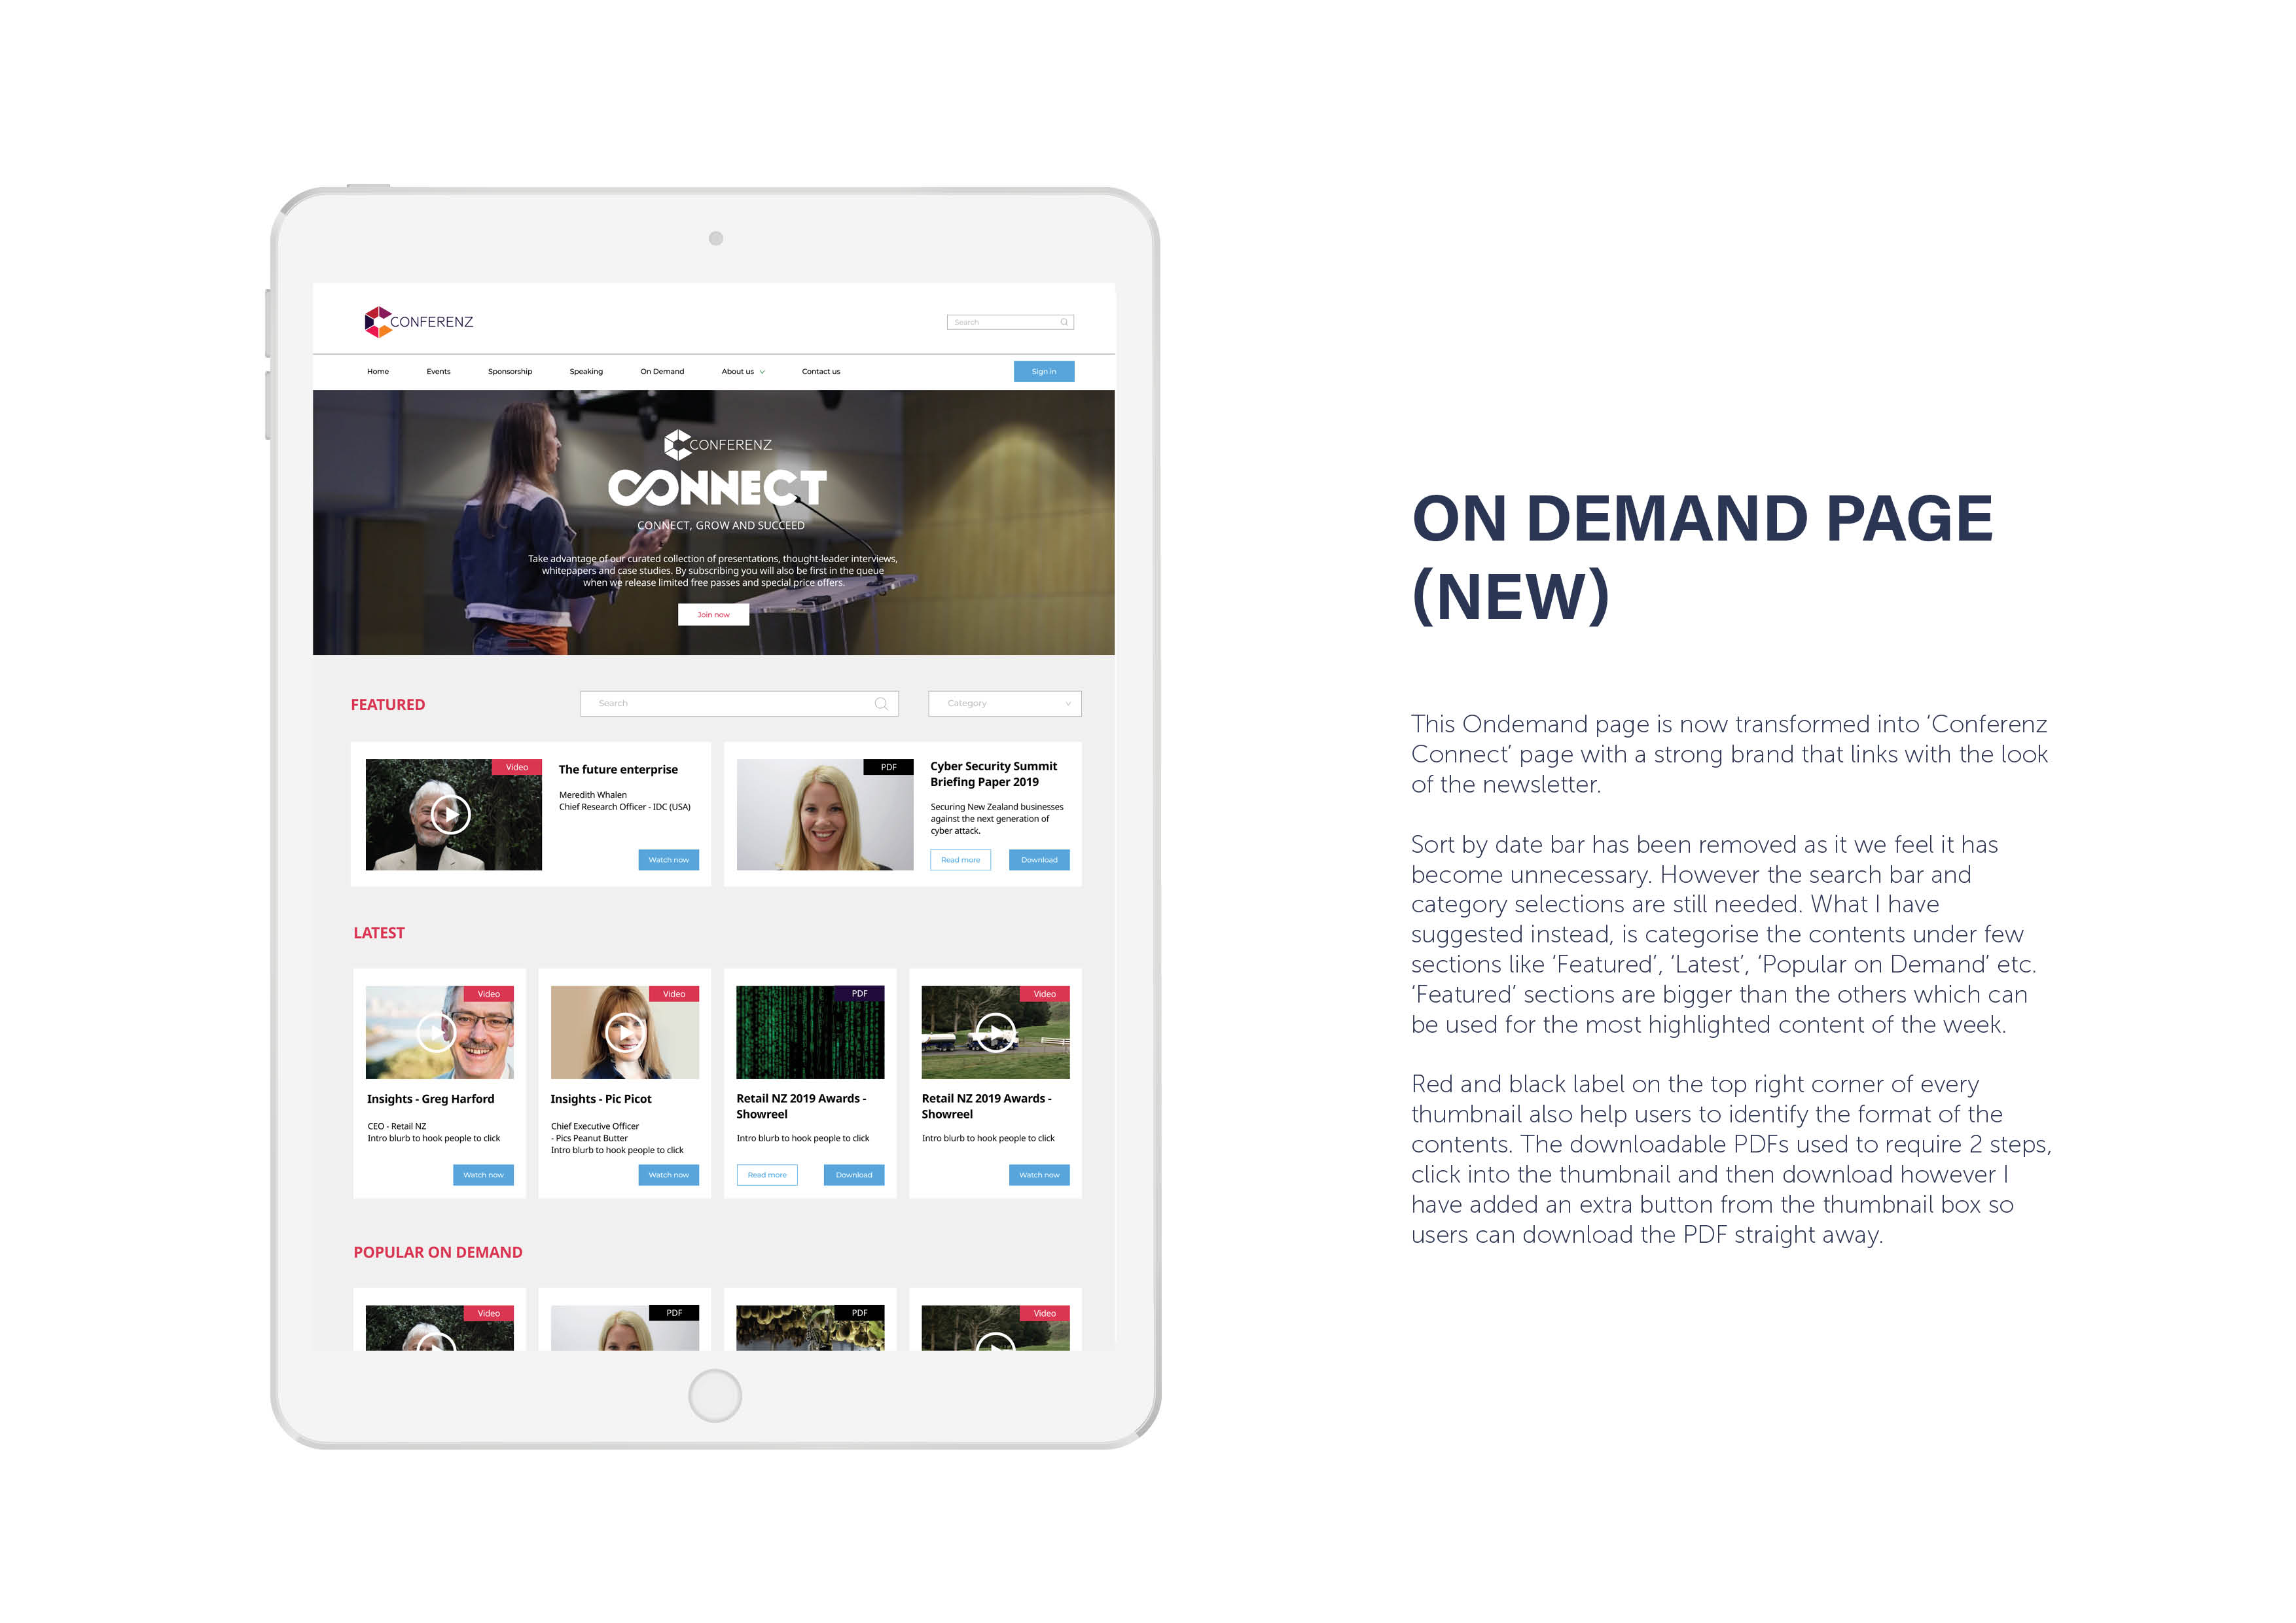 CONFERENZ
Search
Home Events Sponsorship Speaking On Demand About us Contact us Sign in
CONFERENZ
CONNECT
CONNECT, GROW AND SUCCEED
Take advantage of our curated collection of presentations, thought-leader interviews,
whitepapers and case studies. By subscribing you will also be first in the queue
when we release limited free passes and special price offers.
Join now
FEATURED
Search
Category
Video
The future enterprise
Meredith Whalen
Chief Research Officer - IDC (USA)
Watch now
PDF
Cyber Security Summit
Briefing Paper 2019
Securing New Zealand businesses
against the next generation of
cyber attack.
Read more
Download
LATEST
Video
Insights - Greg Harford
CEO - Retail NZ
Intro blurb to hook people to click
Watch now
Video
Insights - Pic Picot
Chief Executive Officer
- Pics Peanut Butter
Intro blurb to hook people to click
Watch now
PDF
Retail NZ 2019 Awards -
Showreel
Intro blurb to hook people to click
Read more
Download
Video
Retail NZ 2019 Awards -
Showreel
Intro blurb to hook people to click
Watch now
POPULAR ON DEMAND
Video
PDF
PDF
Video
ON DEMAND PAGE
(NEW)
This Ondemand page is now transformed into ‘Conferenz
Connect’ page with a strong brand that links with the look
of the newsletter.
Sort by date bar has been removed as it we feel it has
become unnecessary. However the search bar and
category selections are still needed. What I have
suggested instead, is categorise the contents under few
sections like ‘Featured’, ‘Latest’, ‘Popular on Demand’ etc.
‘Featured’ sections are bigger than the others which can
be used for the most highlighted content of the week.
Red and black label on the top right corner of every
thumbnail also help users to identify the format of the
contents. The downloadable PDFs used to require 2 steps,
click into the thumbnail and then download however I
have added an extra button from the thumbnail box so
users can download the PDF straight away.